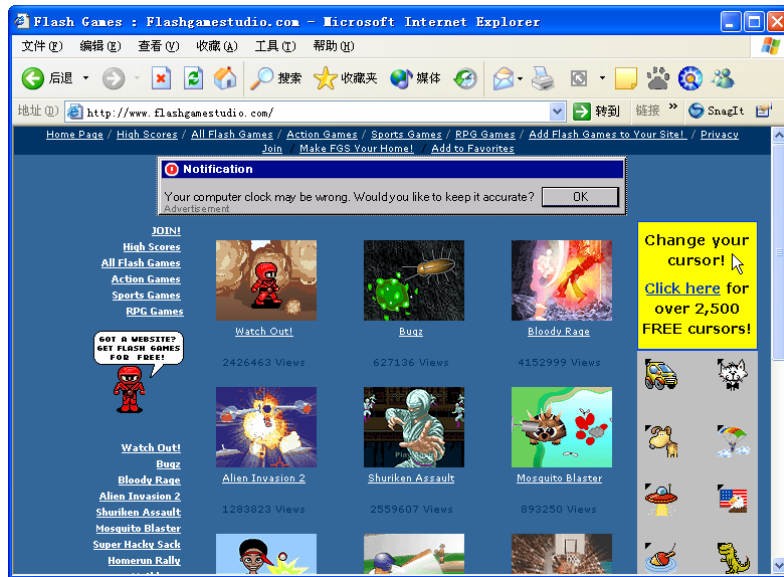 Flash Games : Flashgamestudio.com - Microsoft Internet Explorer
文件(F) 编辑(E) 查看(V) 收藏(A) 工具(T) 帮助(H)
后退 搜索 收藏夹 媒体
地址(D) http://www.flashgamestudio.com/ 转到 链接 » SnagIt
Home Page / High Scores / All Flash Games / Action Games / Sports Games / RPG Games / Add Flash Games to Your Site! / Privacy
Join / Make FGS Your Home! / Add to Favorites
Notification
Your computer clock may be wrong. Would you like to keep it accurate? OK
Advertisement
JOIN!
High Scores
All Flash Games
Action Games
Sports Games
RPG Games
GOT A WEBSITE?
GET FLASH GAMES
FOR FREE!
Watch Out!
Bugz
Bloody Rage
Alien Invasion 2
Shuriken Assault
Mosquito Blaster
Super Hacky Sack
Homerun Rally
Watch Out! Bugz Bloody Rage
2426463 Views 627136 Views 4152999 Views
Alien Invasion 2 Shuriken Assault Mosquito Blaster
1283823 Views 2559607 Views 893250 Views
Change your
cursor!
Click here for
over 2,500
FREE cursors!